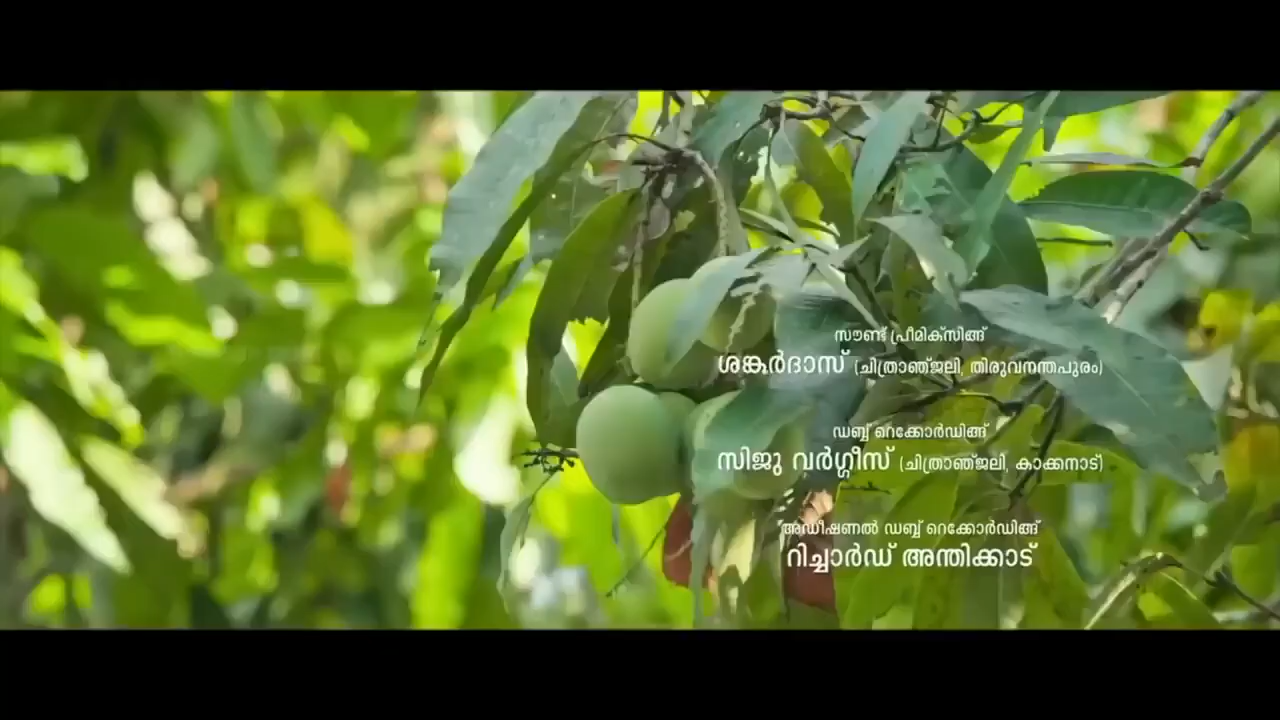 സൗണ്ട് പ്രീമിക്സിങ്ങ്
ശങ്കർദാസ് (ചിത്രാഞ്ജലി, തിരുവനന്തപുരം)
ഡബ്ബ് റെക്കോർഡിങ്ങ്
സിജു വർഗ്ഗീസ് (ചിത്രാഞ്ജലി, കാക്കനാട്)
അഡീഷണൽ ഡബ്ബ് റെക്കോർഡിങ്ങ്
റിച്ചാർഡ് അന്തിക്കാട്